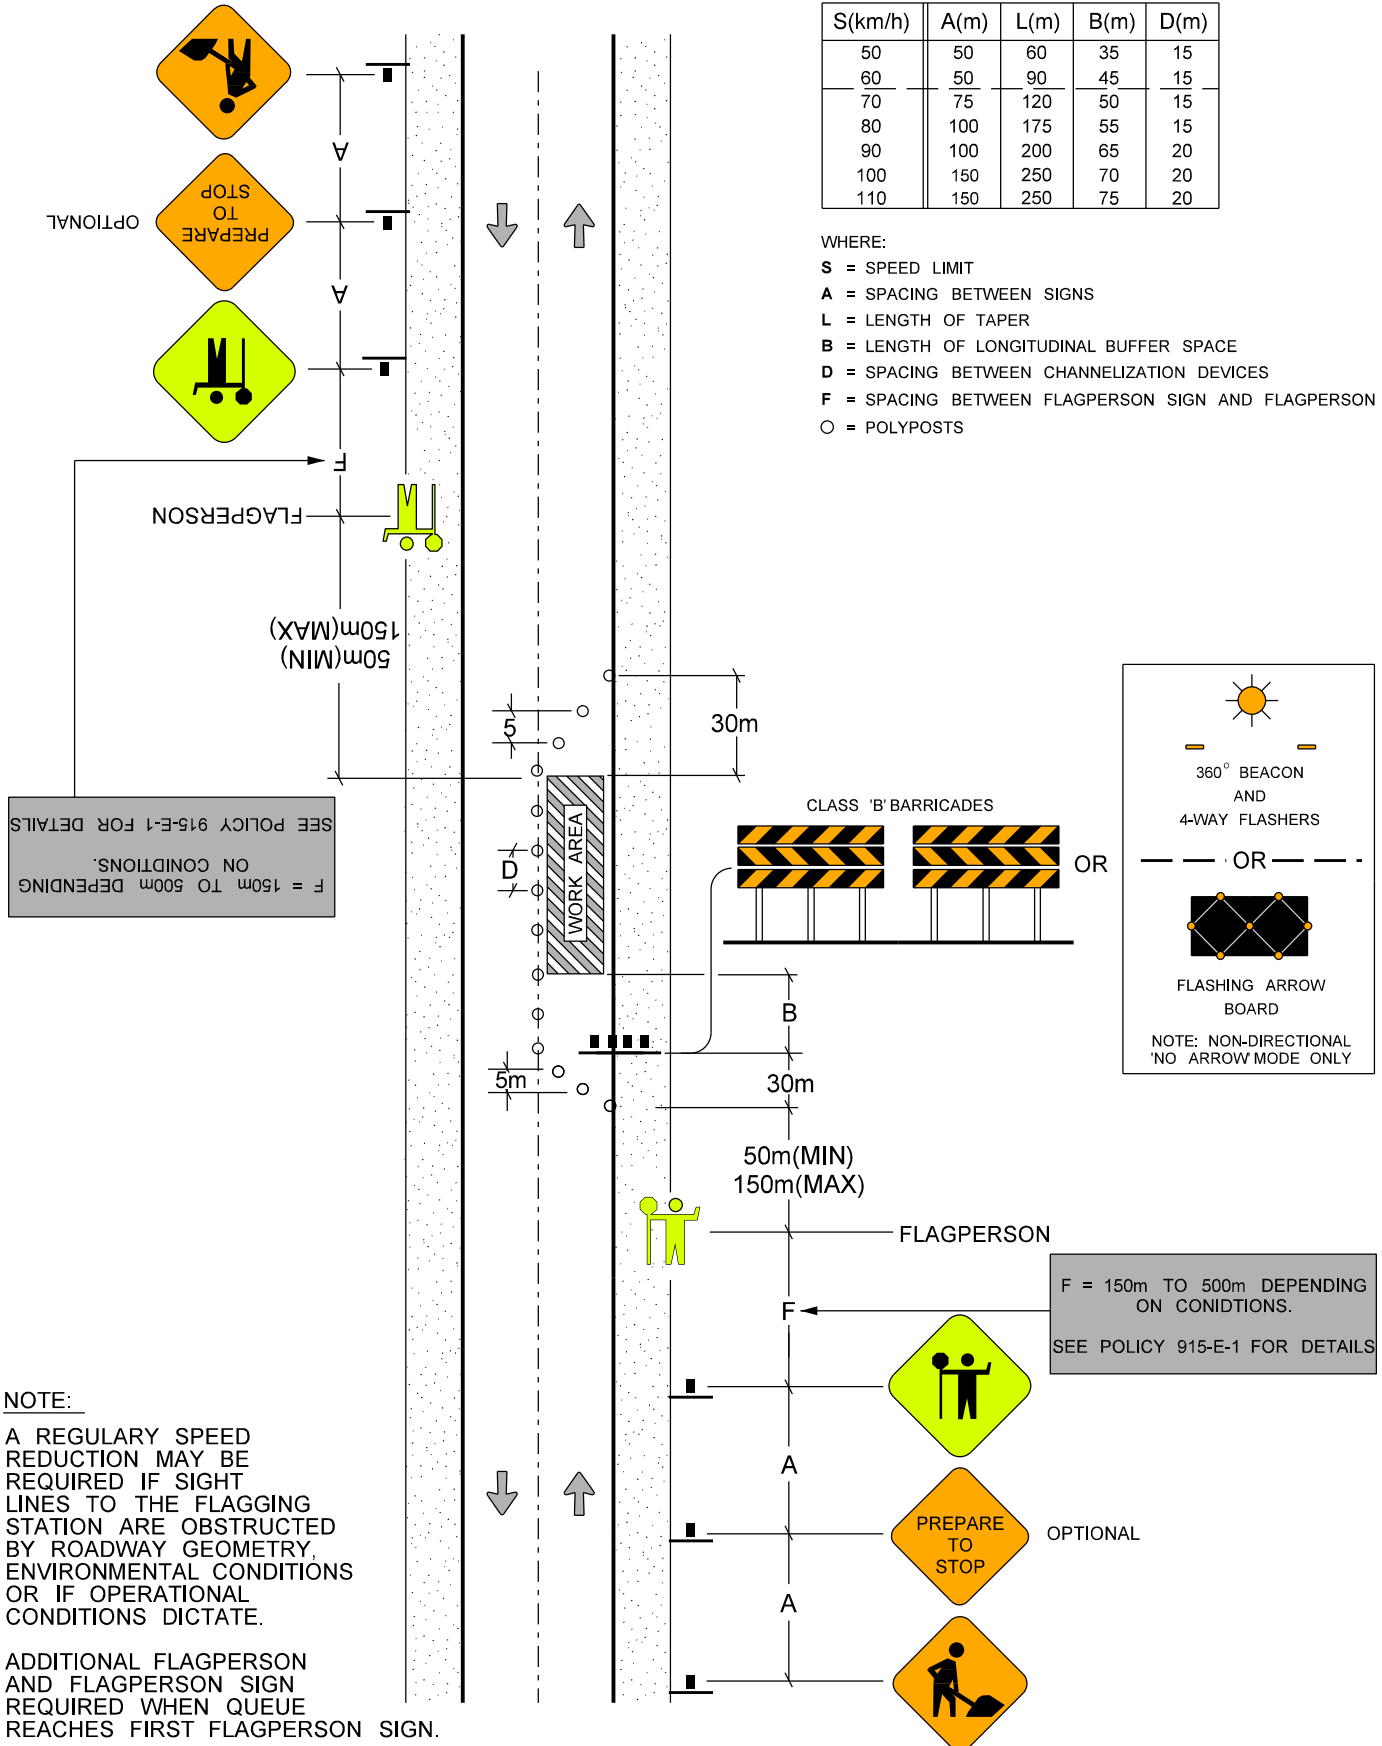 S(km/h) A(m) L(m) B(m) D(m)
50 50 60 35 15
60 50 90 45 15
70 75 120 50 15
80 100 175 55 15
90 100 200 65 20
100 150 250 70 20
110 150 250 75 20
WHERE:
S = SPEED LIMIT
A = SPACING BETWEEN SIGNS
L = LENGTH OF TAPER
B = LENGTH OF LONGITUDINAL BUFFER SPACE
D = SPACING BETWEEN CHANNELIZATION DEVICES
F = SPACING BETWEEN FLAGPERSON SIGN AND FLAGPERSON
= POLYPOSTS
A
PREPARE
TO
STOP
OPTIONAL
A
F
FLAGPERSON
50m(MIN)
150m(MAX)
F = 150m TO 500m DEPENDING
ON CONIDTIONS.
SEE POLICY 915-E-1 FOR DETAILS
5
30m
D
WORK AREA
CLASS 'B' BARRICADES
OR
360° BEACON
AND
4-WAY FLASHERS
OR
FLASHING ARROW
BOARD
NOTE: NON-DIRECTIONAL
'NO ARROW' MODE ONLY
B
5m
30m
50m(MIN)
150m(MAX)
FLAGPERSON
F
F = 150m TO 500m DEPENDING
ON CONIDTIONS.
SEE POLICY 915-E-1 FOR DETAILS
A
PREPARE
TO
STOP
OPTIONAL
A
NOTE:
A REGULARY SPEED
REDUCTION MAY BE
REQUIRED IF SIGHT
LINES TO THE FLAGGING
STATION ARE OBSTRUCTED
BY ROADWAY GEOMETRY,
ENVIRONMENTAL CONDITIONS
OR IF OPERATIONAL
CONDITIONS DICTATE.
ADDITIONAL FLAGPERSON
AND FLAGPERSON SIGN
REQUIRED WHEN QUEUE
REACHES FIRST FLAGPERSON SIGN.